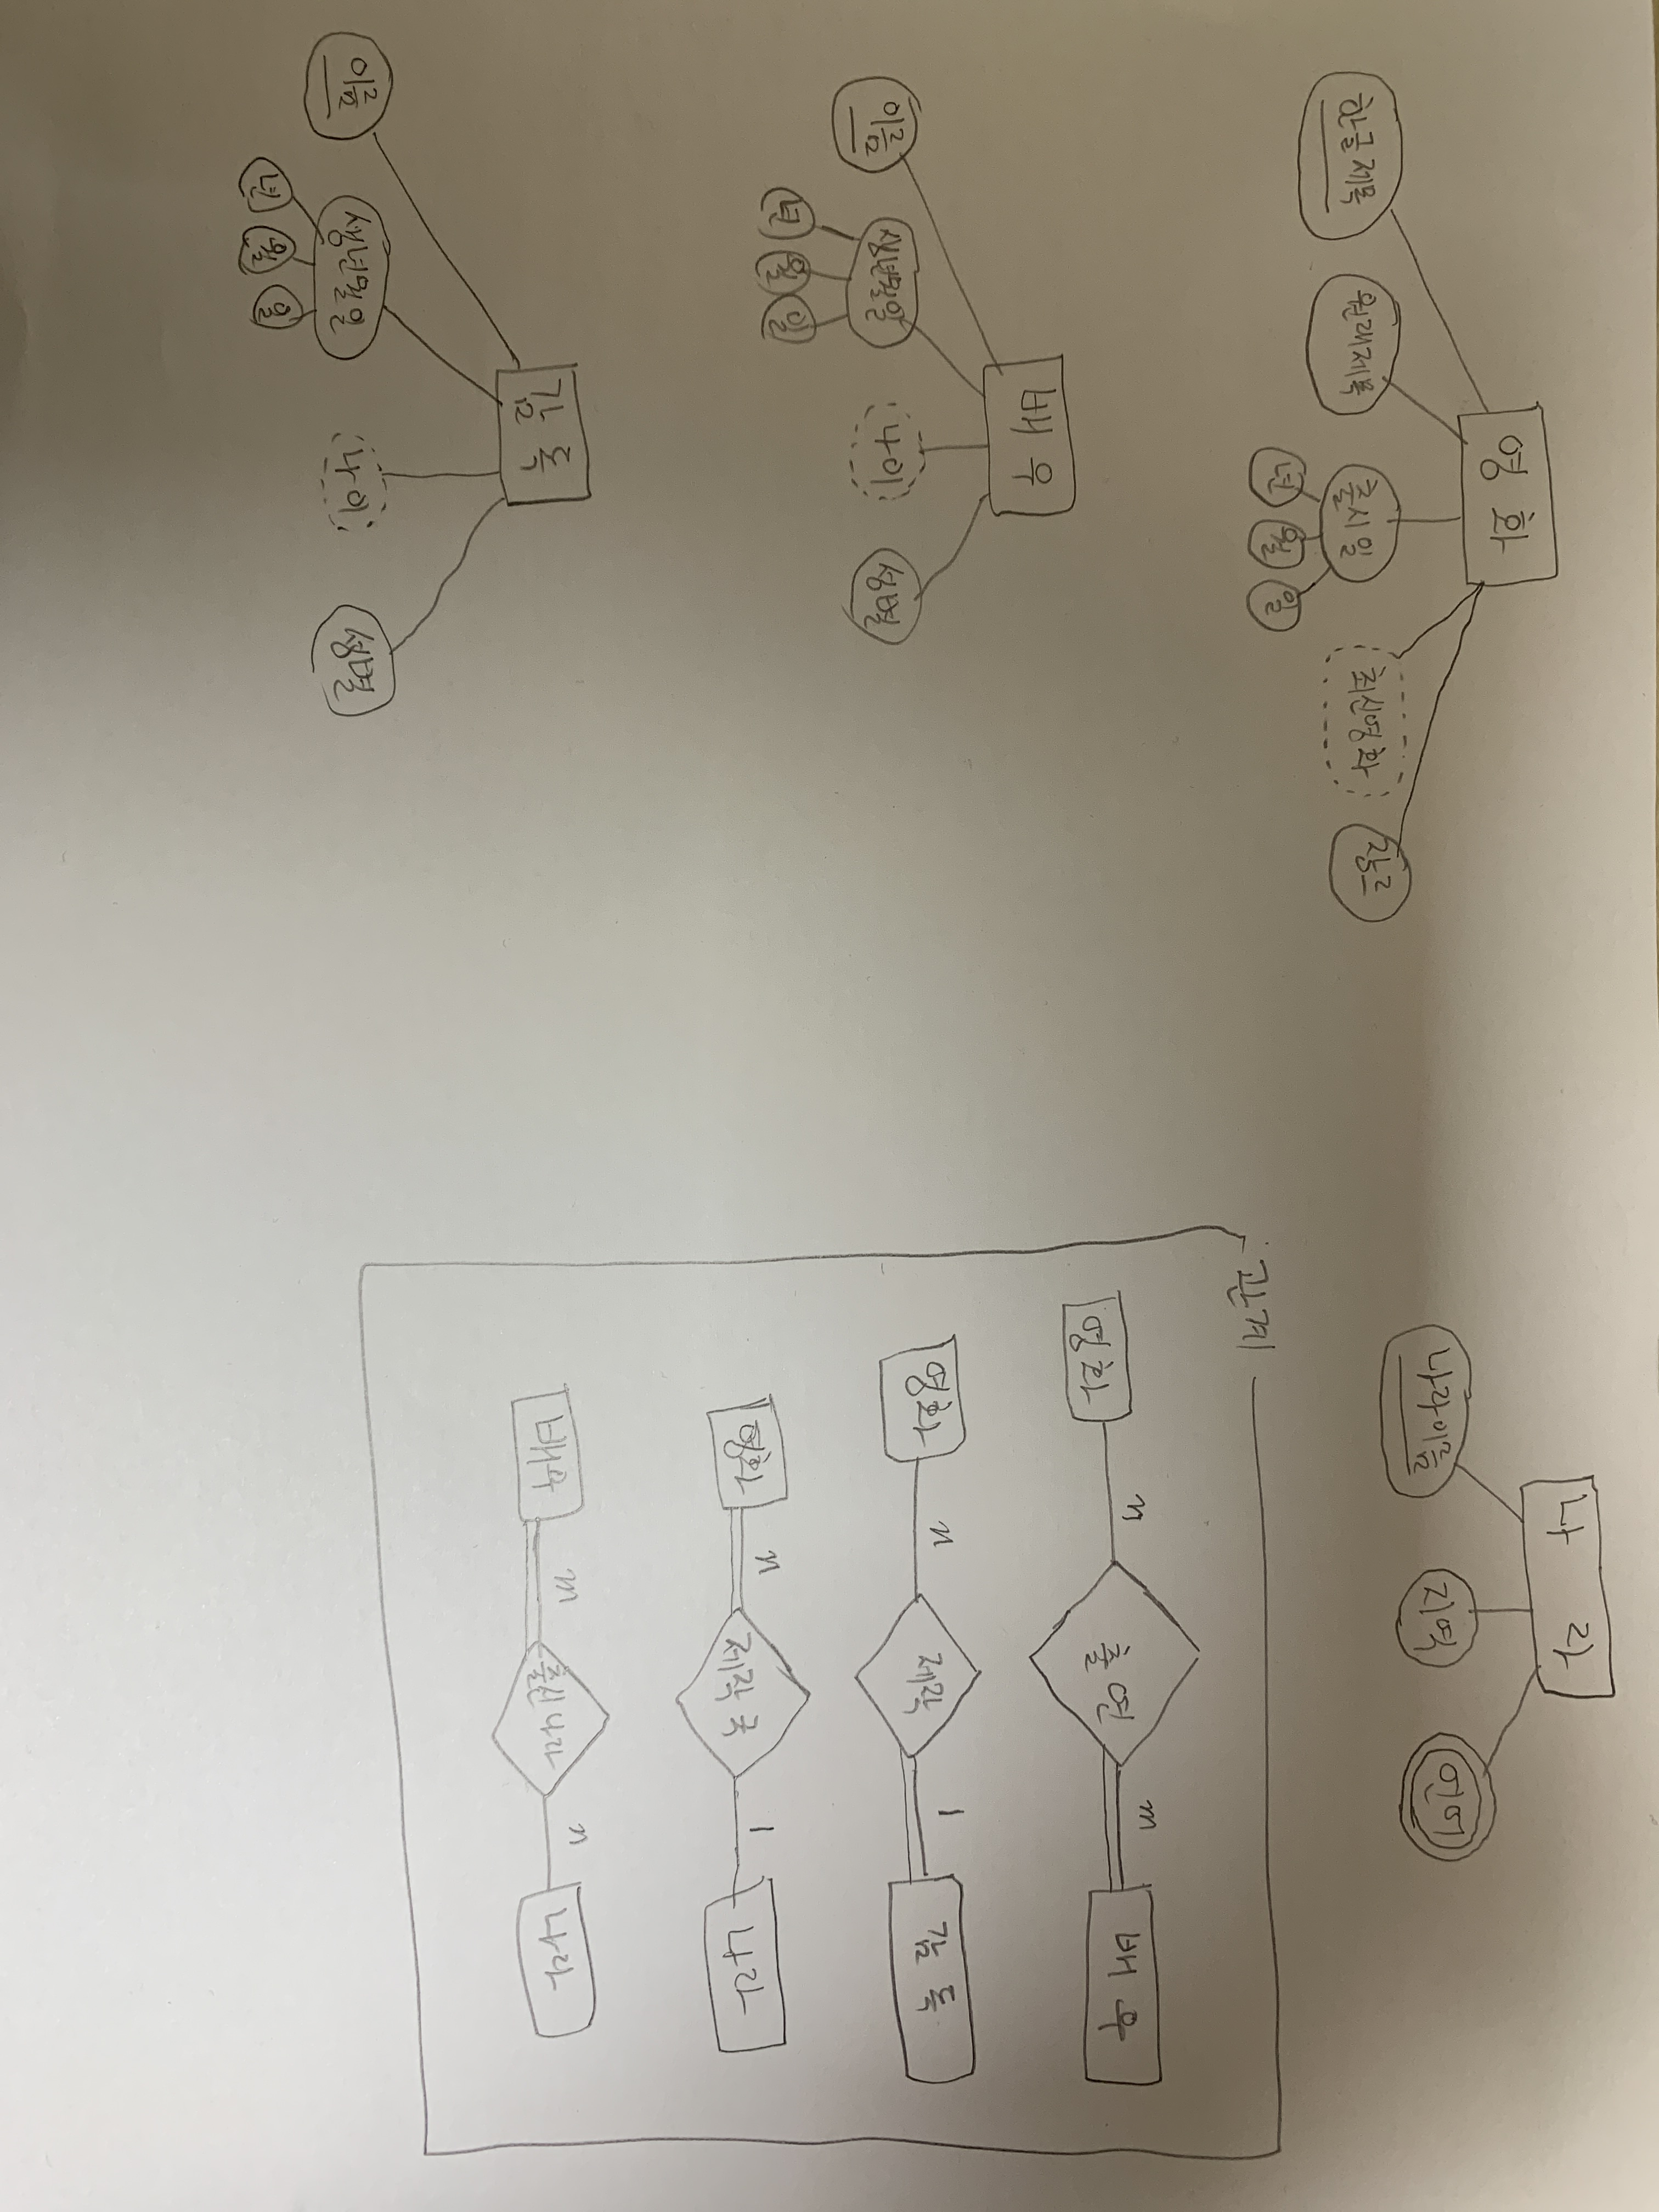 영 화
한글제목
원래제목
출시일
년
월
일
최신영화
장르
나 라
나라이름
지역
언어
배 우
이름
생년월일
년
월
일
나이
성별
감 독
이름
생년월일
년
월
일
나이
성별
관계
영화 n 출연 m 배 우
영화 n 제작 1 감 독
영화 n 제작국 1 나라
배우 m 출신나라 n 나라